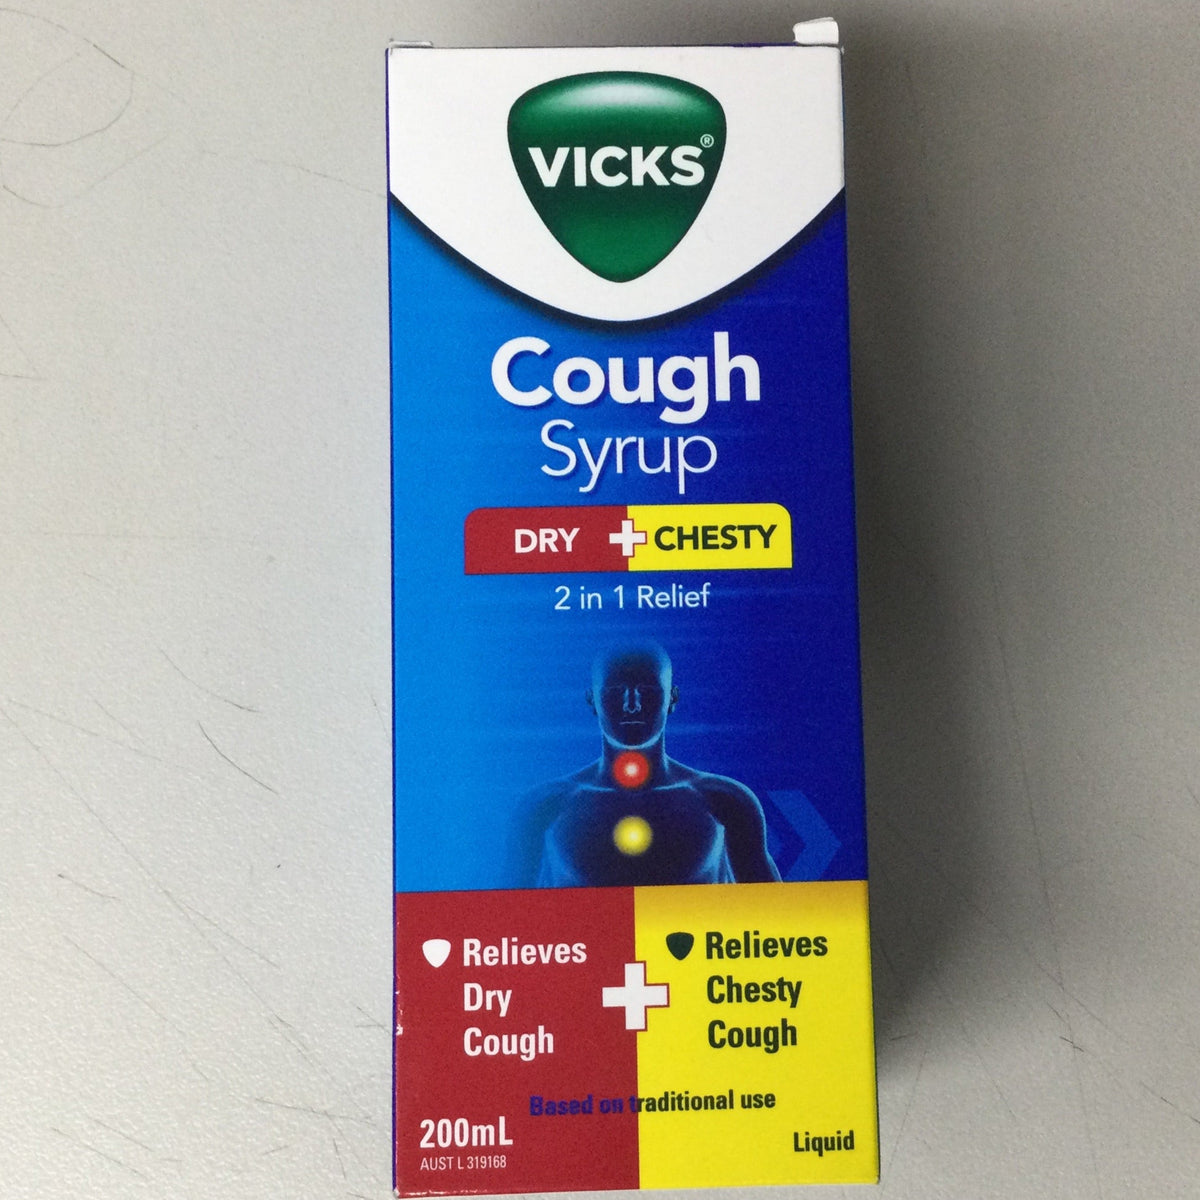 VICKS®
Cough
Syrup
DRY + CHESTY
2 in 1 Relief
Relieves
Dry
Cough
Relieves
Chesty
Cough
Based on traditional use
200mL
AUST L 319168
Liquid